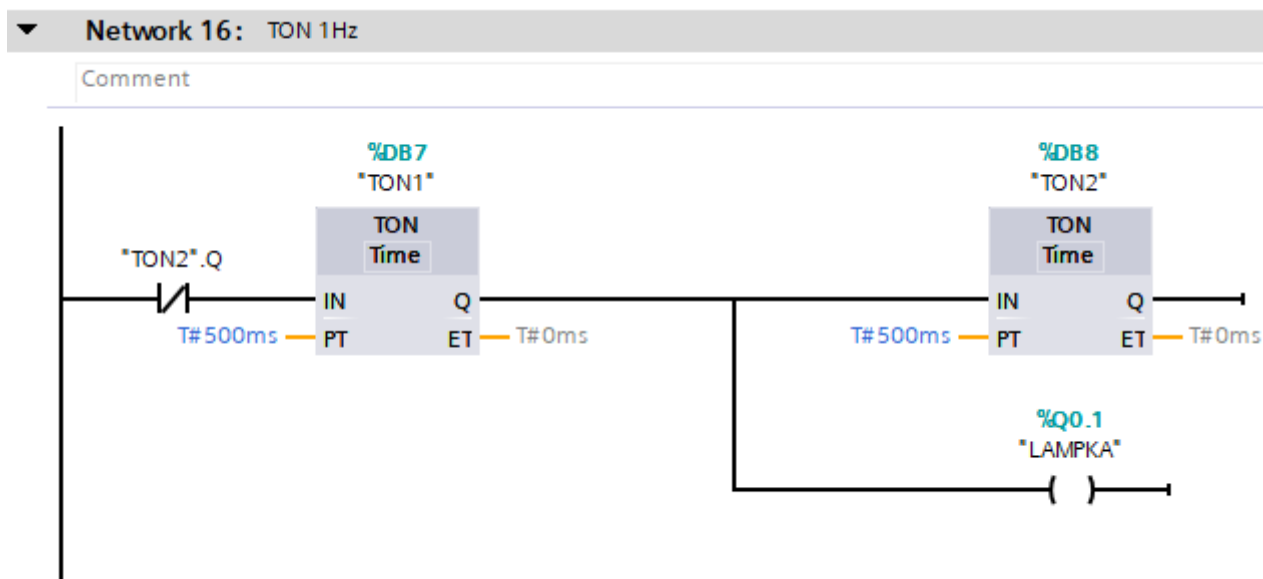 Network 16: TON 1Hz
Comment
%DB7
"TON1"
TON
Time
"TON2".Q
IN Q
T#500ms PT ET T#0ms
%DB8
"TON2"
TON
Time
IN Q
T#500ms PT ET T#0ms
%Q0.1
"LAMPKA"